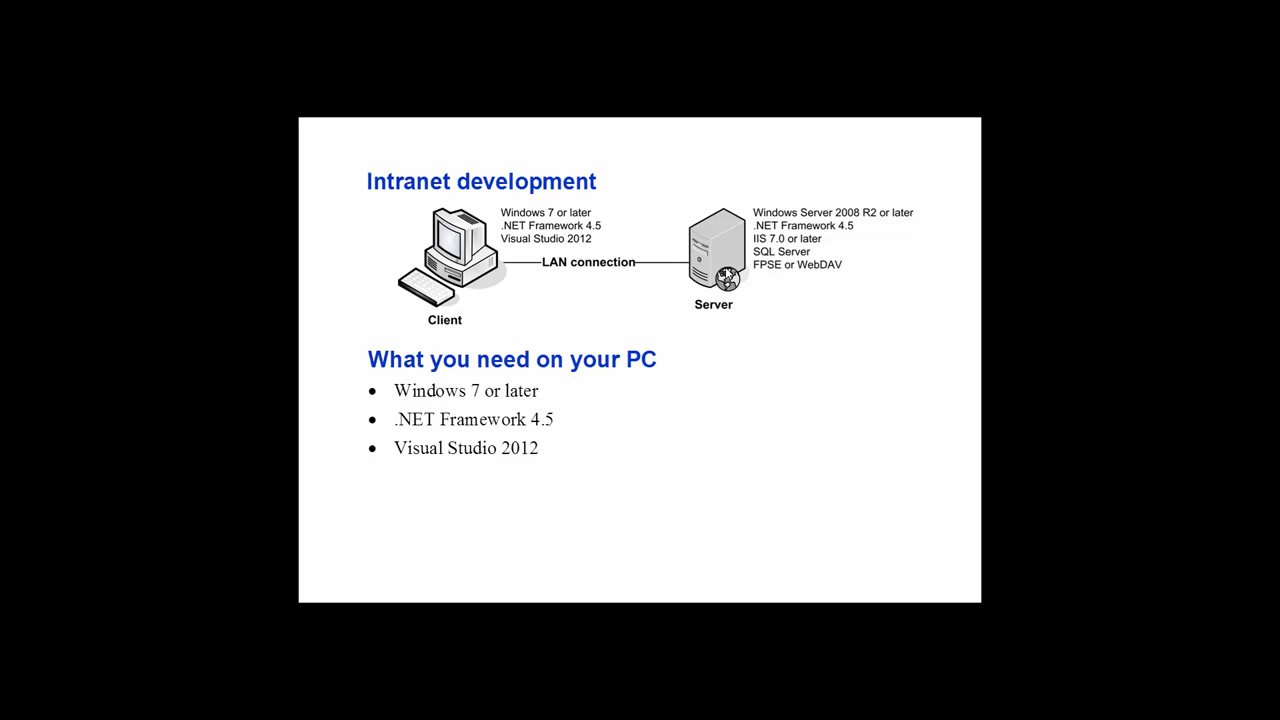 Intranet development
Windows 7 or later
.NET Framework 4.5
Visual Studio 2012
LAN connection
Client
Windows Server 2008 R2 or later
.NET Framework 4.5
IIS 7.0 or later
SQL Server
FPSE or WebDAV
Server
What you need on your PC
• Windows 7 or later
• .NET Framework 4.5
• Visual Studio 2012